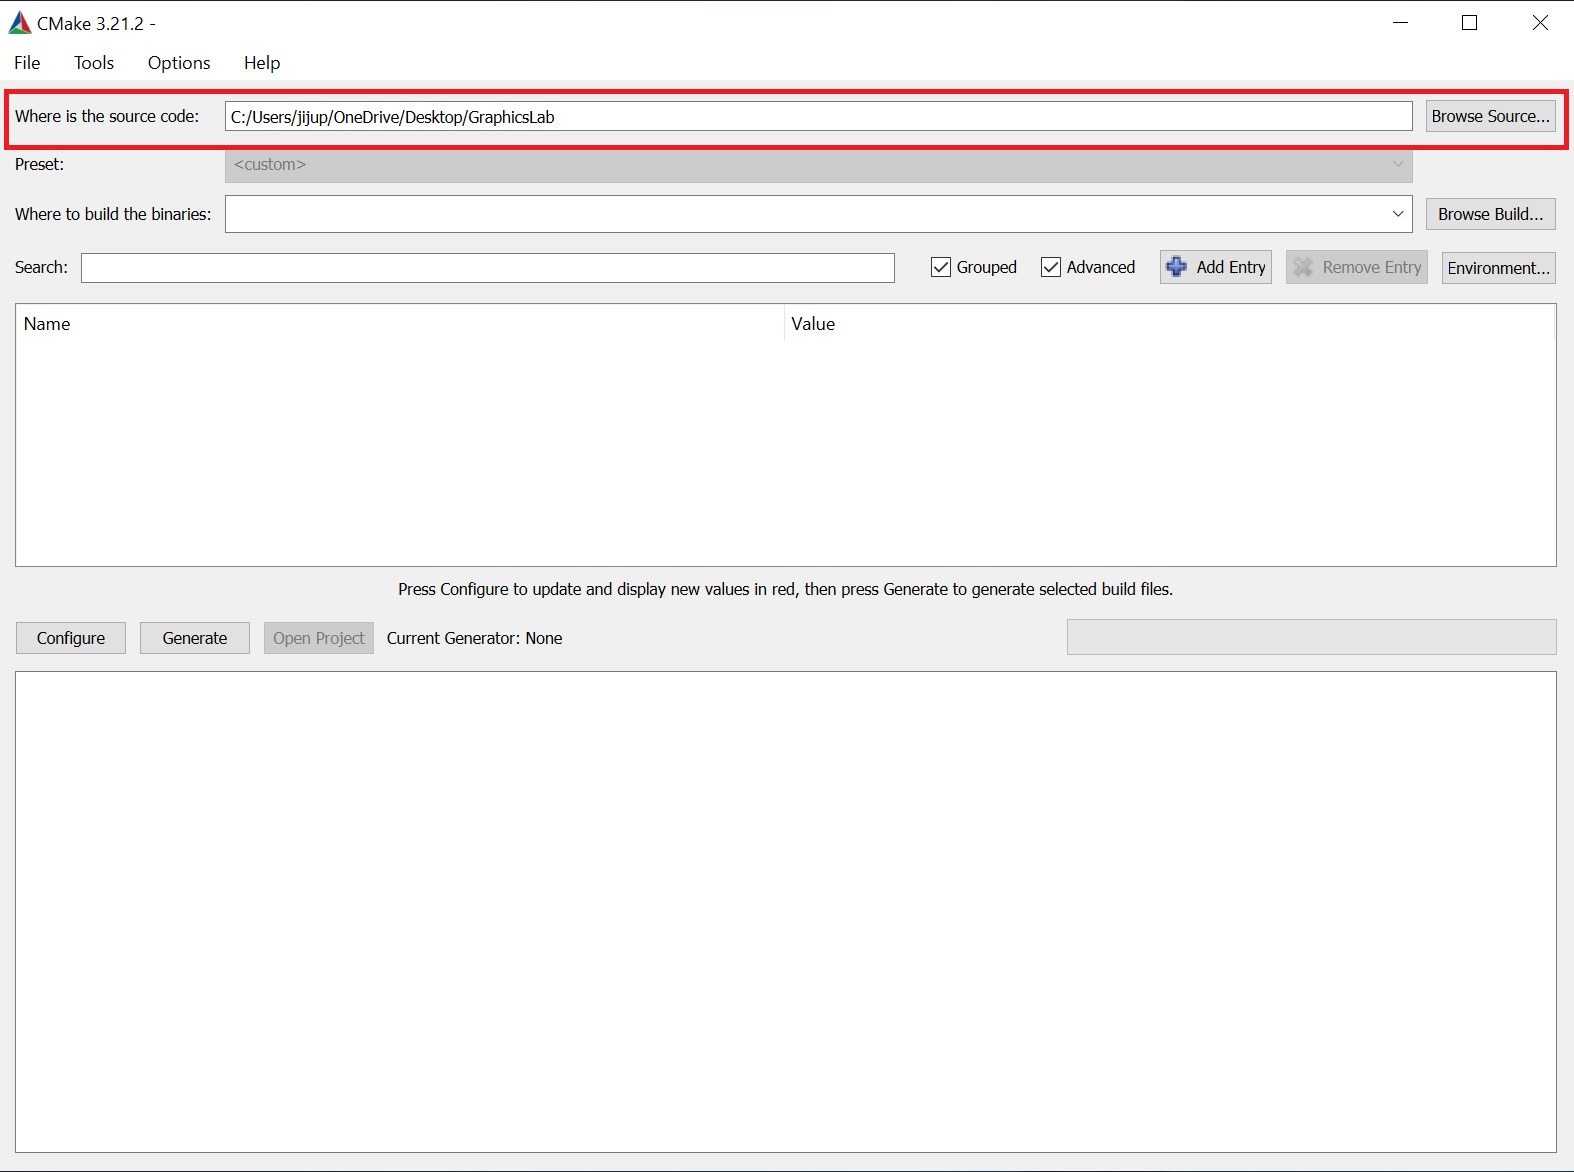 CMake 3.21.2 -
File Tools Options Help
Where is the source code: C:/Users/jijup/OneDrive/Desktop/GraphicsLab Browse Source...
Preset: <custom>
Where to build the binaries: Browse Build...
Search: Grouped Advanced Add Entry Remove Entry Environment...
Name Value
Press Configure to update and display new values in red, then press Generate to generate selected build files.
Configure Generate Open Project Current Generator: None